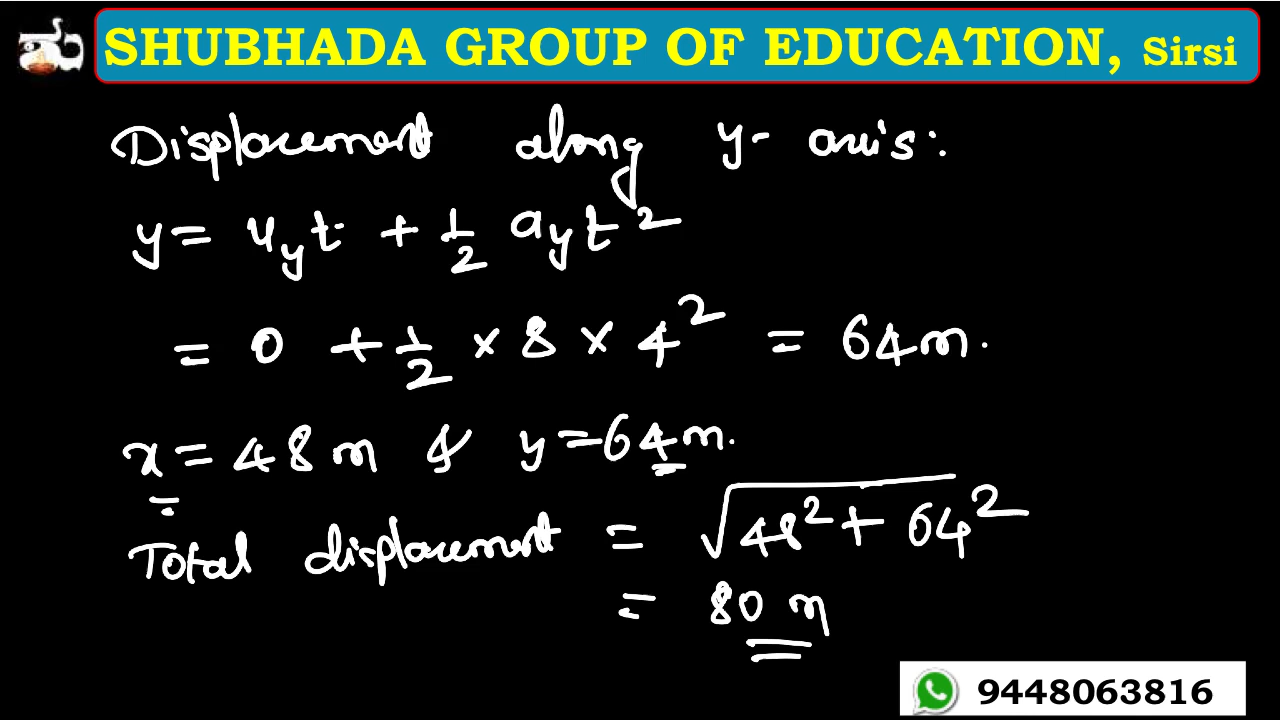 ಶು SHUBHADA GROUP OF EDUCATION, Sirsi
Displacement along y- axis:
y = uyt + 1/2 ayt²
= 0 + 1/2 × 8 × 4² = 64m.
x = 48m & y = 64m.
Total displacement = √48² + 64²
= 80 m
9448063816